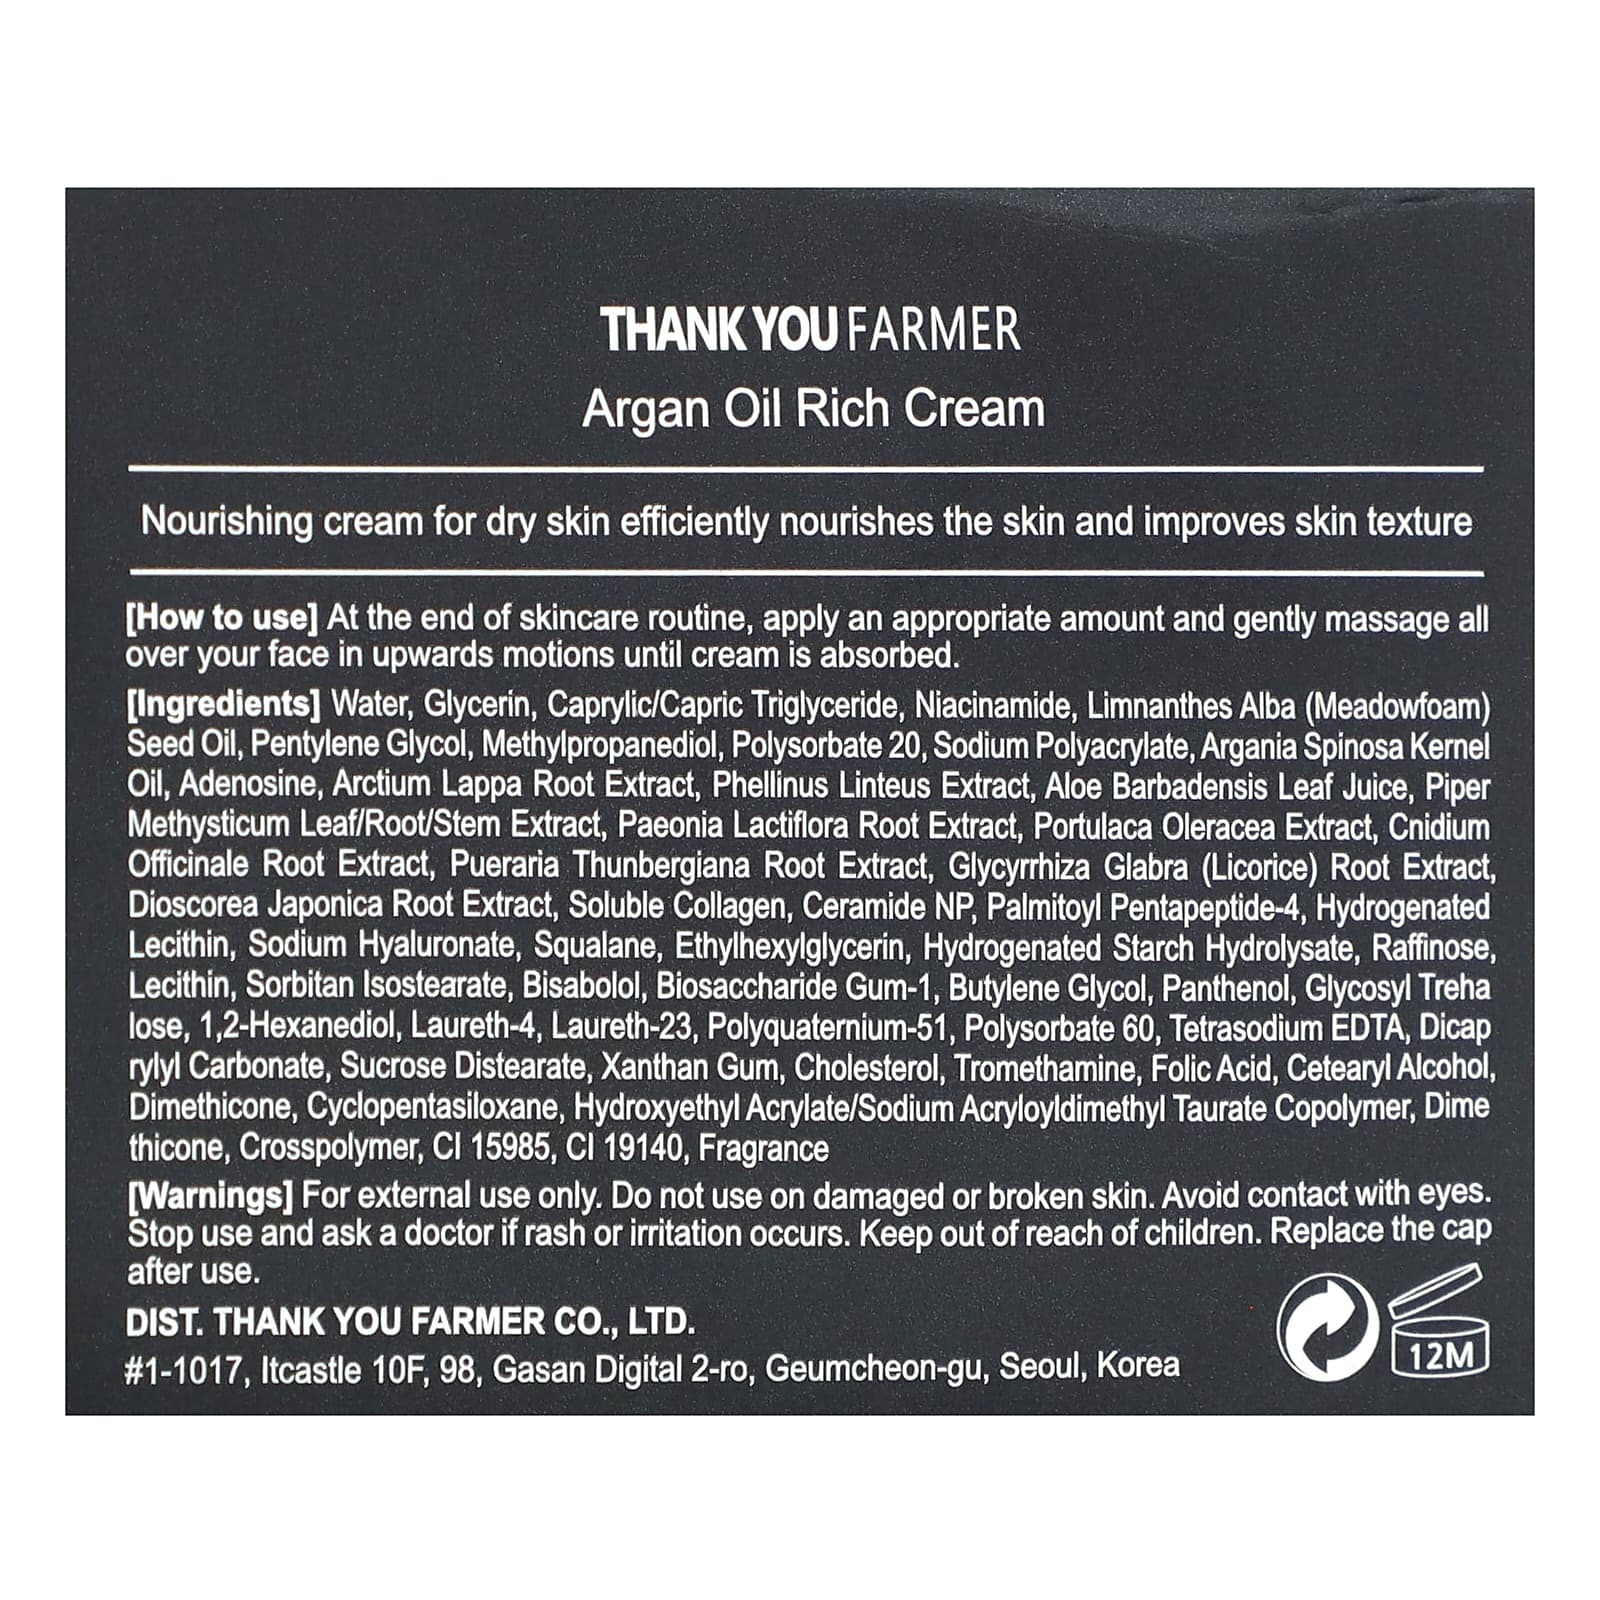 THANK YOU FARMER
Argan Oil Rich Cream
Nourishing cream for dry skin efficiently nourishes the skin and improves skin texture
[How to use] At the end of skincare routine, apply an appropriate amount and gently massage all
over your face in upwards motions until cream is absorbed.
[Ingredients] Water, Glycerin, Caprylic/Capric Triglyceride, Niacinamide, Limnanthes Alba (Meadowfoam)
Seed Oil, Pentylene Glycol, Methylpropanediol, Polysorbate 20, Sodium Polyacrylate, Argania Spinosa Kernel
Oil, Adenosine, Arctium Lappa Root Extract, Phellinus Linteus Extract, Aloe Barbadensis Leaf Juice, Piper
Methysticum Leaf/Root/Stem Extract, Paeonia Lactiflora Root Extract, Portulaca Oleracea Extract, Cnidium
Officinale Root Extract, Pueraria Thunbergiana Root Extract, Glycyrrhiza Glabra (Licorice) Root Extract,
Dioscorea Japonica Root Extract, Soluble Collagen, Ceramide NP, Palmitoyl Pentapeptide-4, Hydrogenated
Lecithin, Sodium Hyaluronate, Squalane, Ethylhexylglycerin, Hydrogenated Starch Hydrolysate, Raffinose,
Lecithin, Sorbitan Isostearate, Bisabolol, Biosaccharide Gum-1, Butylene Glycol, Panthenol, Glycosyl Treha
lose, 1,2-Hexanediol, Laureth-4, Laureth-23, Polyquaternium-51, Polysorbate 60, Tetrasodium EDTA, Dicap
rylyl Carbonate, Sucrose Distearate, Xanthan Gum, Cholesterol, Tromethamine, Folic Acid, Cetearyl Alcohol,
Dimethicone, Cyclopentasiloxane, Hydroxyethyl Acrylate/Sodium Acryloyldimethyl Taurate Copolymer, Dime
thicone, Crosspolymer, CI 15985, CI 19140, Fragrance
[Warnings] For external use only. Do not use on damaged or broken skin. Avoid contact with eyes.
Stop use and ask a doctor if rash or irritation occurs. Keep out of reach of children. Replace the cap
after use.
DIST. THANK YOU FARMER CO., LTD.
#1-1017, Itcastle 10F, 98, Gasan Digital 2-ro, Geumcheon-gu, Seoul, Korea
12M